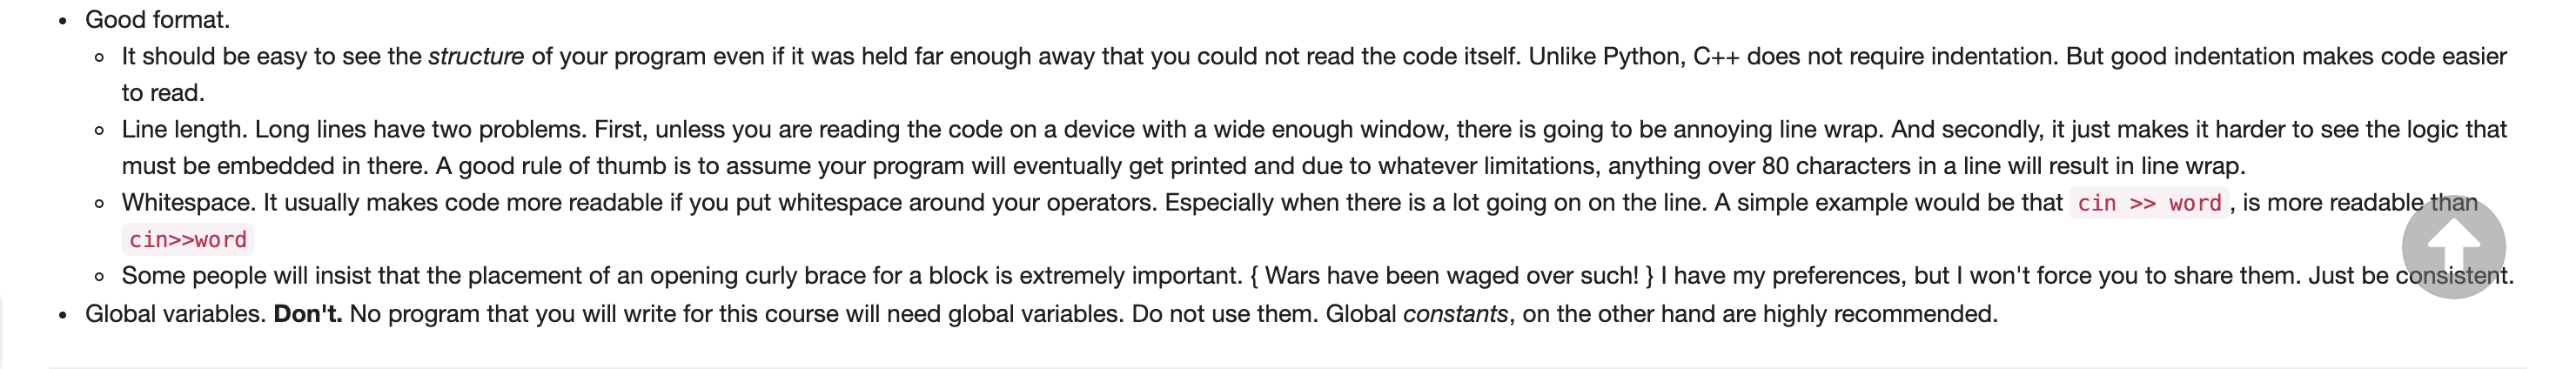 • Good format.
◦ It should be easy to see the structure of your program even if it was held far enough away that you could not read the code itself. Unlike Python, C++ does not require indentation. But good indentation makes code easier
to read.
◦ Line length. Long lines have two problems. First, unless you are reading the code on a device with a wide enough window, there is going to be annoying line wrap. And secondly, it just makes it harder to see the logic that
must be embedded in there. A good rule of thumb is to assume your program will eventually get printed and due to whatever limitations, anything over 80 characters in a line will result in line wrap.
◦ Whitespace. It usually makes code more readable if you put whitespace around your operators. Especially when there is a lot going on on the line. A simple example would be that cin >> word , is more readable than
cin>>word
◦ Some people will insist that the placement of an opening curly brace for a block is extremely important. { Wars have been waged over such! } I have my preferences, but I won't force you to share them. Just be consistent.
• Global variables. Don't. No program that you will write for this course will need global variables. Do not use them. Global constants, on the other hand are highly recommended.